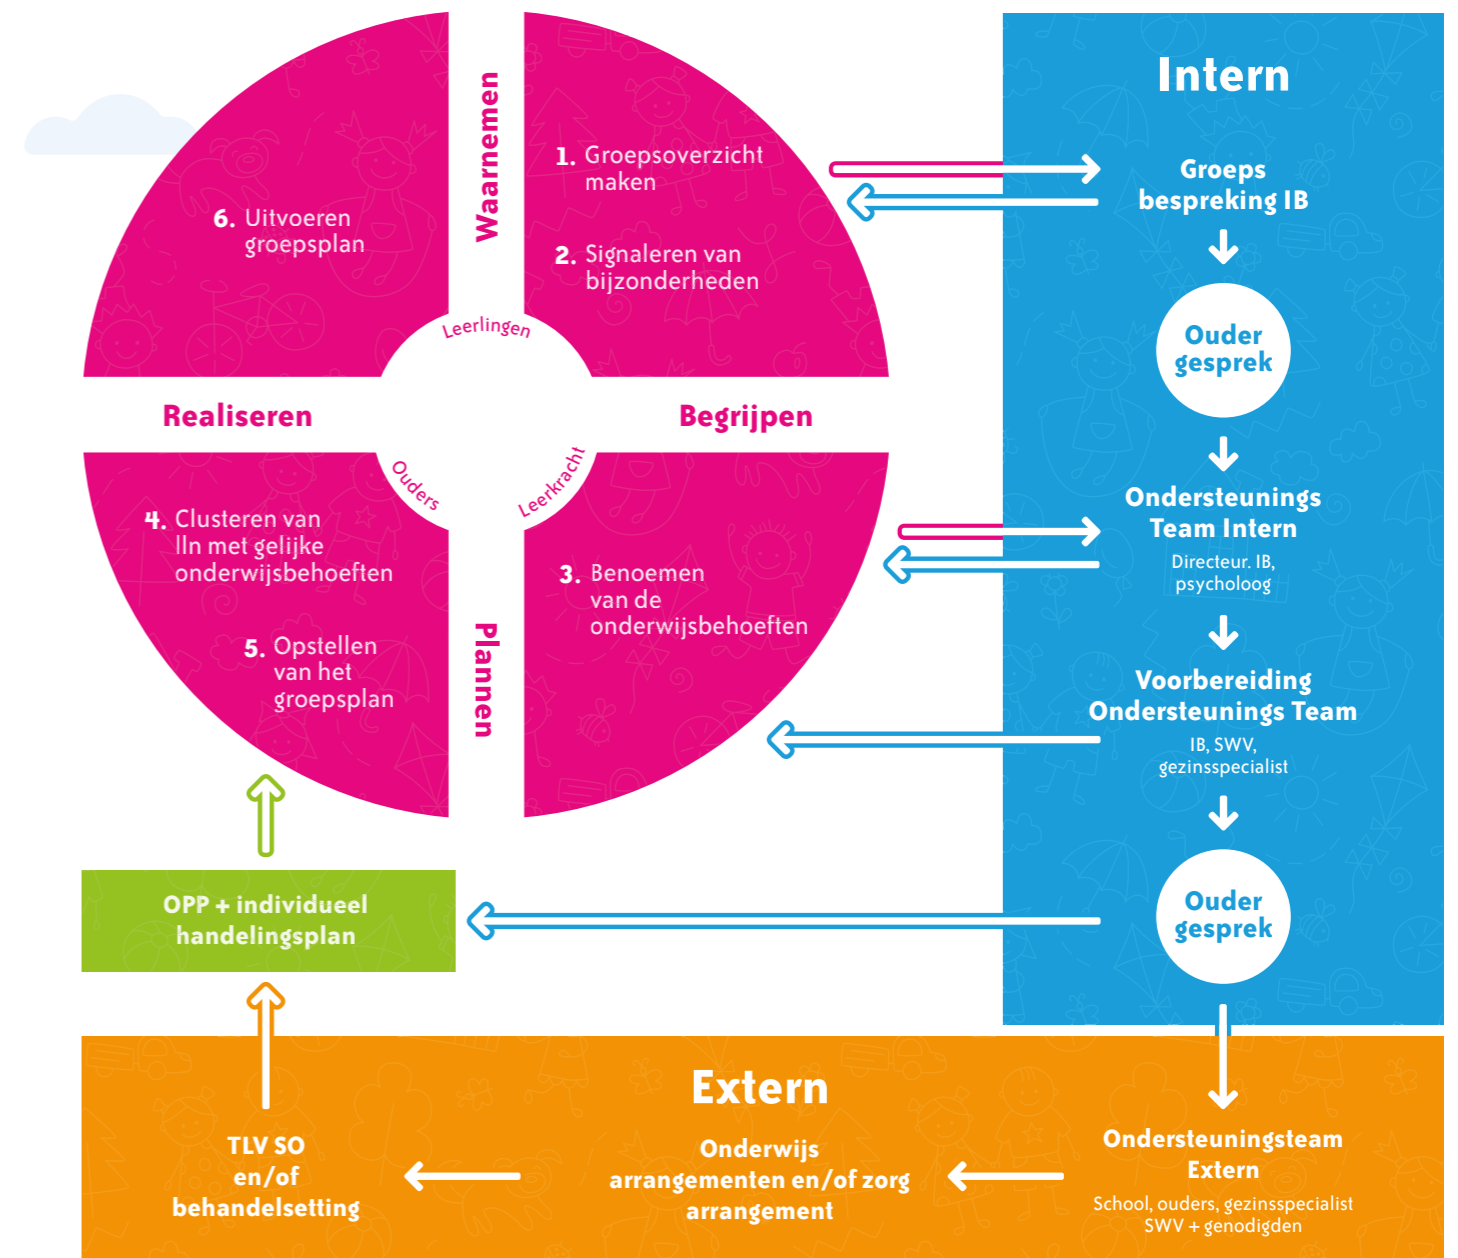 Waarnemen
1. Groepsoverzicht
maken
2. Signaleren van
bijzonderheden
6. Uitvoeren
groepsplan
Leerlingen
Realiseren
Begrijpen
Ouders
Leerkracht
3. Benoemen
van de
onderwijsbehoeften
4. Clusteren van
lln met gelijke
onderwijsbehoeften
5. Opstellen
van het
groepsplan
Plannen
OPP + individueel
handelingsplan
Intern
Groeps
bespreking IB
Ouder
gesprek
Ondersteunings
Team Intern
Directeur. IB,
psycholoog
Voorbereiding
Ondersteunings Team
IB, SWV,
gezinsspecialist
Ouder
gesprek
Extern
Ondersteuningsteam
Extern
School, ouders, gezinsspecialist
SWV + genodigden
Onderwijs
arrangementen en/of zorg
arrangement
TLV SO
en/of
behandelsetting